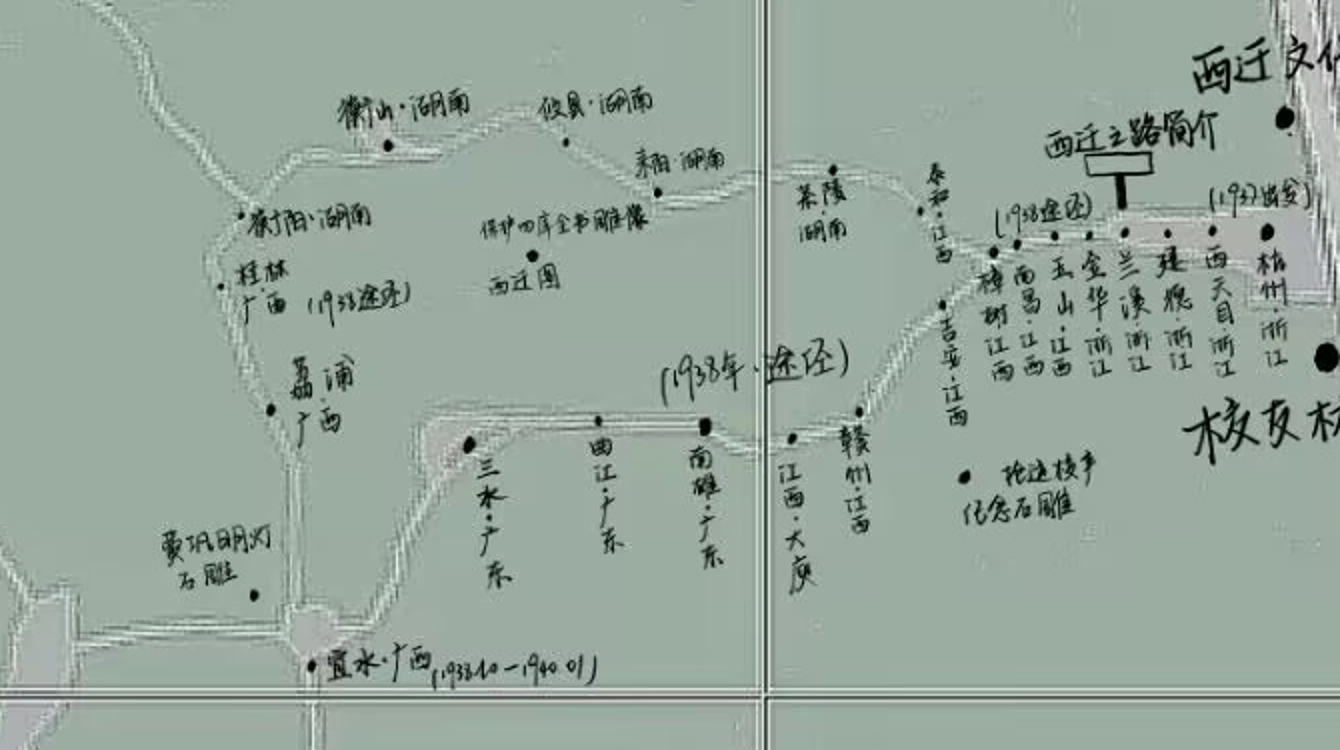 西迁文化
西迁之路简介
衡山·湖南
攸县·湖南
耒阳·湖南
茶陵·湖南
泰和·江西
(1938途径)
(1937出发)
衡阳·湖南
保护四库全书雕像
西迁图
桂林
广西 (1938途径)
樟树江西
南昌·江西
玉山·江西
金华·浙江
兰溪·浙江
建德·浙江
西天目·浙江
杭州·浙江
吉安·江西
荔浦
广西
(1938年·途径)
三水·广东
曲江·广东
南雄·广东
江西·大庾
赣州·江西
校友林
纪念石雕
石雕
宜水·广西(1938.10-1940.01)